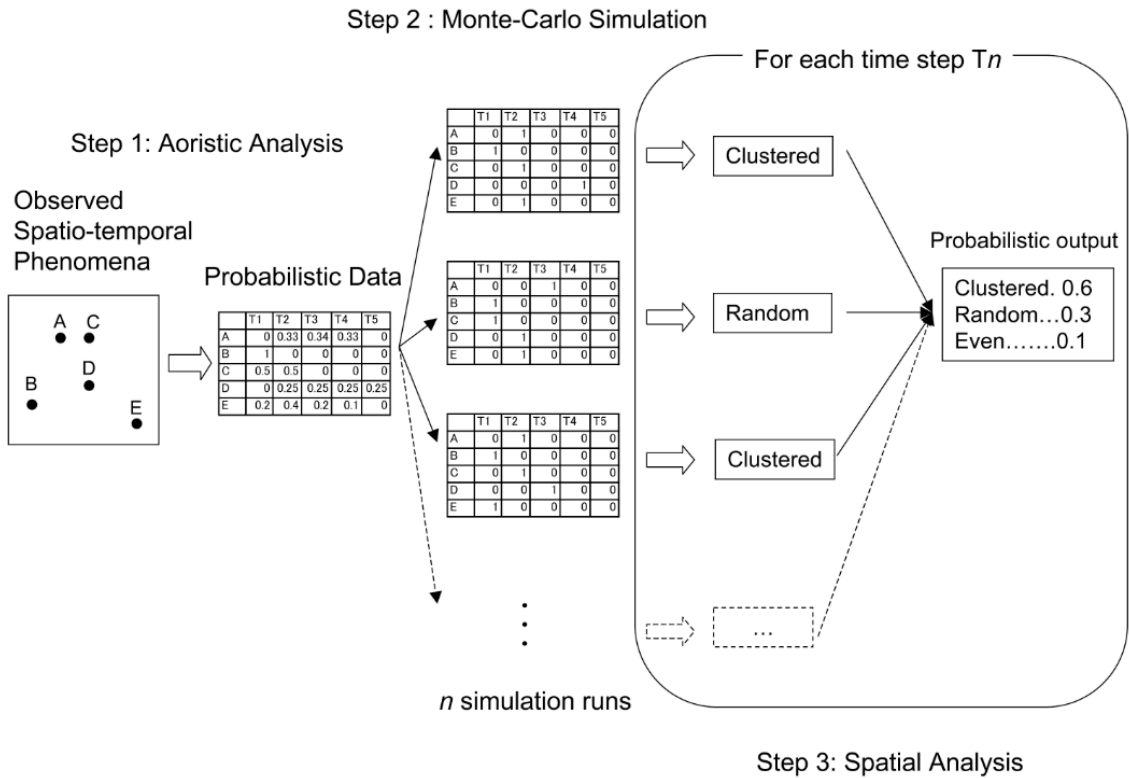 Step 2 : Monte-Carlo Simulation
For each time step Tn
Step 1: Aoristic Analysis
Observed
Spatio-temporal
Phenomena
A C
D
B
E
Probabilistic Data
T1 T2 T3 T4 T5
A 0 0.33 0.34 0.33 0
B 1 0 0 0 0
C 0.5 0.5 0 0 0
D 0 0.25 0.25 0.25 0.25
E 0.2 0.4 0.2 0.1 0
T1 T2 T3 T4 T5
A 0 1 0 0 0
B 1 0 0 0 0
C 0 1 0 0 0
D 0 0 0 1 0
E 0 1 0 0 0
Clustered
T1 T2 T3 T4 T5
A 0 0 1 0 0
B 1 0 0 0 0
C 1 0 0 0 0
D 0 1 0 0 0
E 0 1 0 0 0
Random
T1 T2 T3 T4 T5
A 0 1 0 0 0
B 1 0 0 0 0
C 0 1 0 0 0
D 0 0 1 0 0
E 1 0 0 0 0
Clustered
...
n simulation runs
Probabilistic output
Clustered. 0.6
Random...0.3
Even.......0.1
Step 3: Spatial Analysis